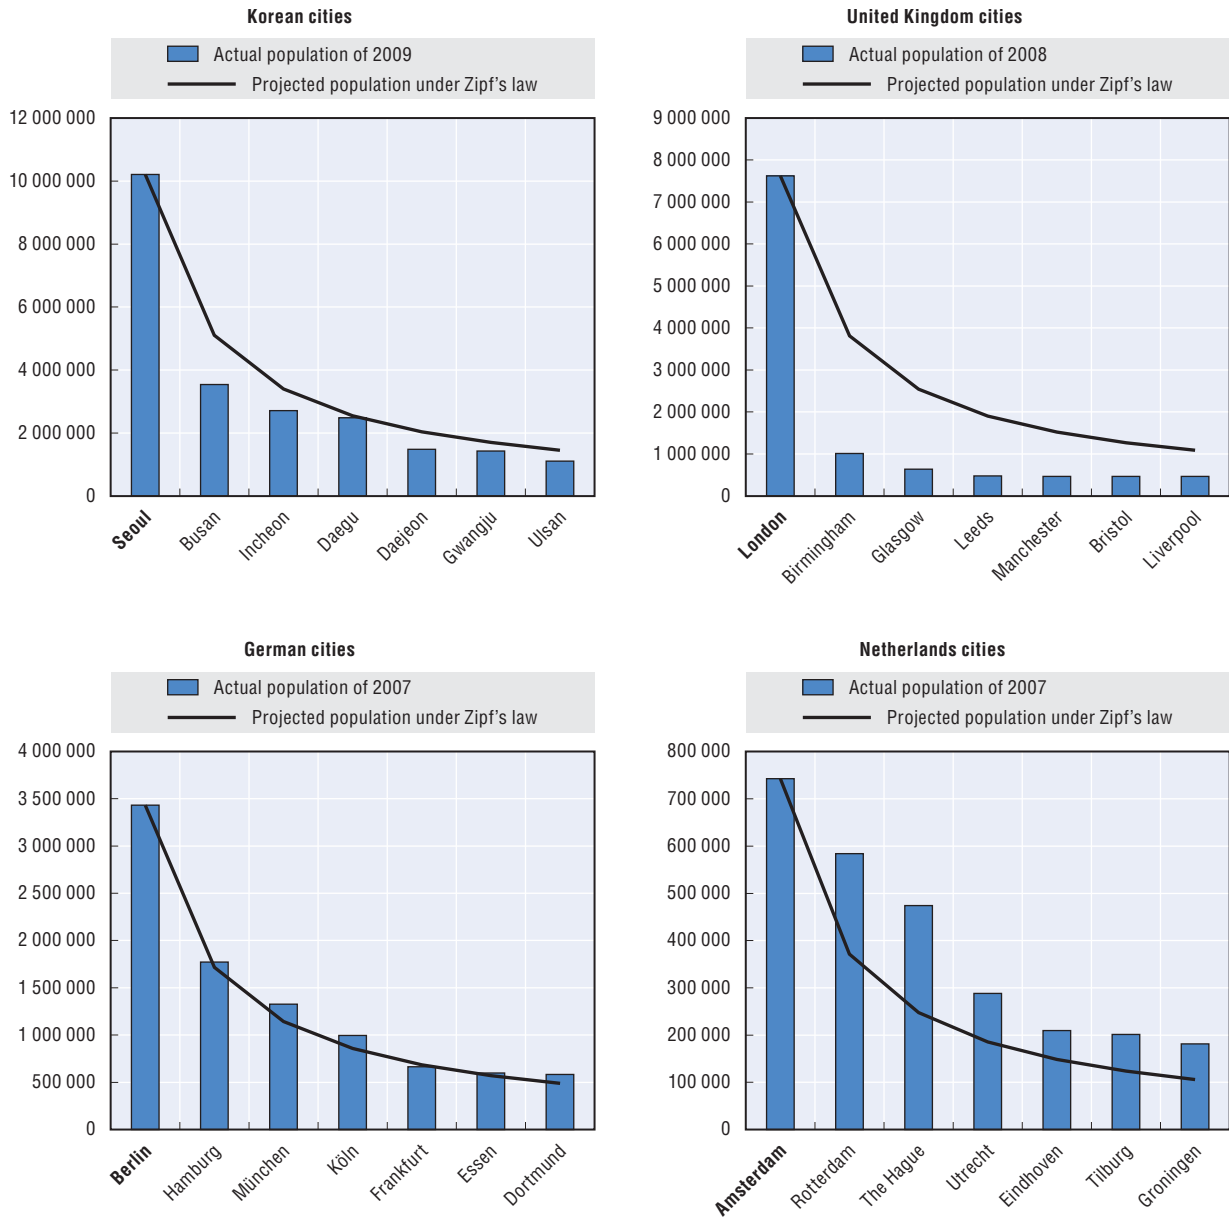 Korean cities
Actual population of 2009
Projected population under Zipf's law
12 000 000
10 000 000
8 000 000
6 000 000
4 000 000
2 000 000
0
Seoul
Busan
Incheon
Daegu
Daejeon
Gwangju
Ulsan
United Kingdom cities
Actual population of 2008
Projected population under Zipf's law
9 000 000
8 000 000
7 000 000
6 000 000
5 000 000
4 000 000
3 000 000
2 000 000
1 000 000
0
London
Birmingham
Glasgow
Leeds
Manchester
Bristol
Liverpool
German cities
Actual population of 2007
Projected population under Zipf's law
4 000 000
3 500 000
3 000 000
2 500 000
2 000 000
1 500 000
1 000 000
500 000
0
Berlin
Hamburg
München
Köln
Frankfurt
Essen
Dortmund
Netherlands cities
Actual population of 2007
Projected population under Zipf's law
800 000
700 000
600 000
500 000
400 000
300 000
200 000
100 000
0
Amsterdam
Rotterdam
The Hague
Utrecht
Eindhoven
Tilburg
Groningen